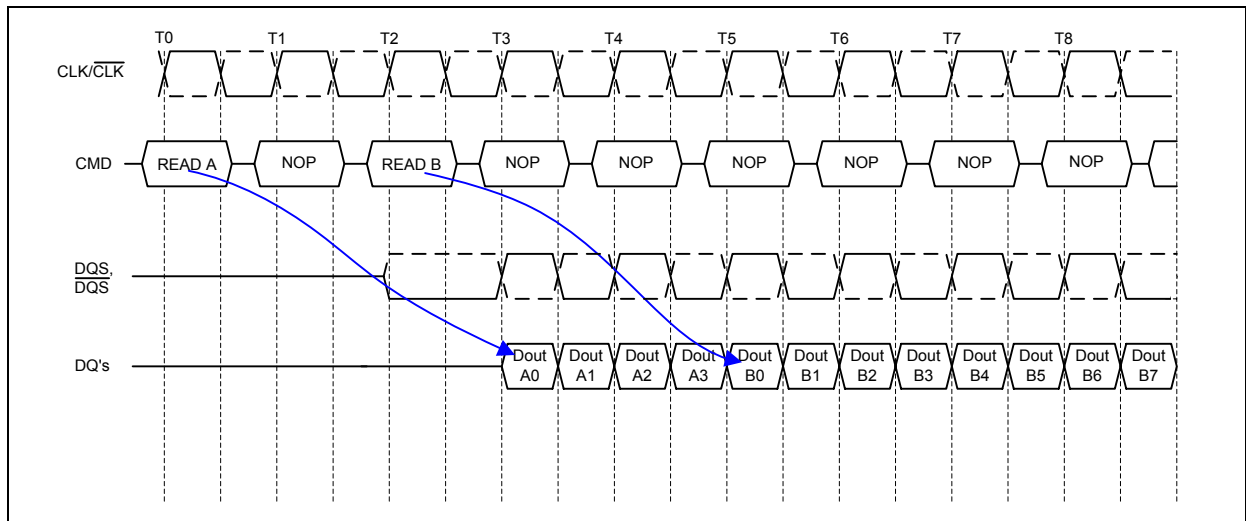 T0 T1 T2 T3 T4 T5 T6 T7 T8
CLK/CLK
CMD READ A NOP READ B NOP NOP NOP NOP NOP NOP
DQS,
DQS
DQ's Dout Dout Dout Dout Dout Dout Dout Dout Dout Dout Dout Dout
A0 A1 A2 A3 B0 B1 B2 B3 B4 B5 B6 B7